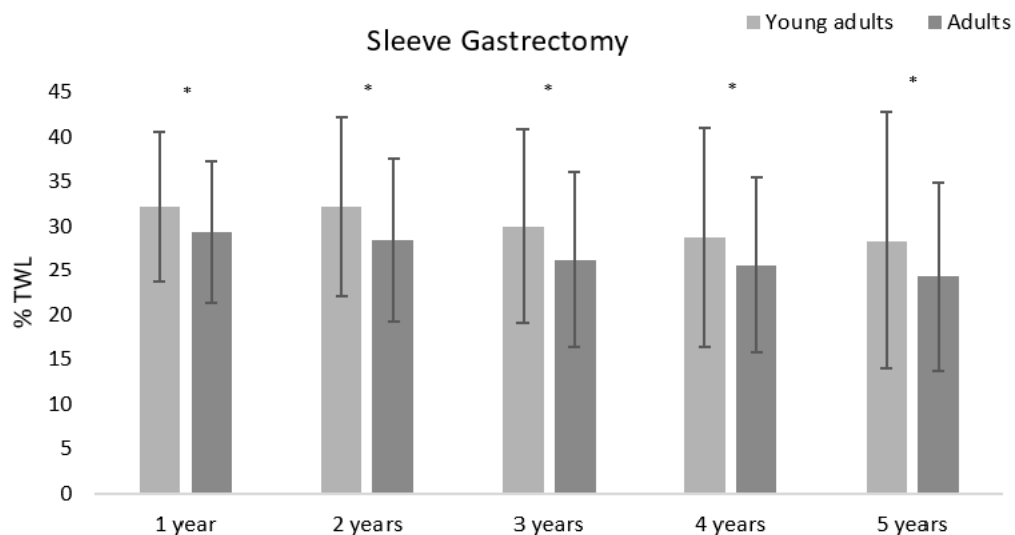 Young adults Adults
Sleeve Gastrectomy
* * * * *
% TWL
45
40
35
30
25
20
15
10
5
0
1 year 2 years 3 years 4 years 5 years